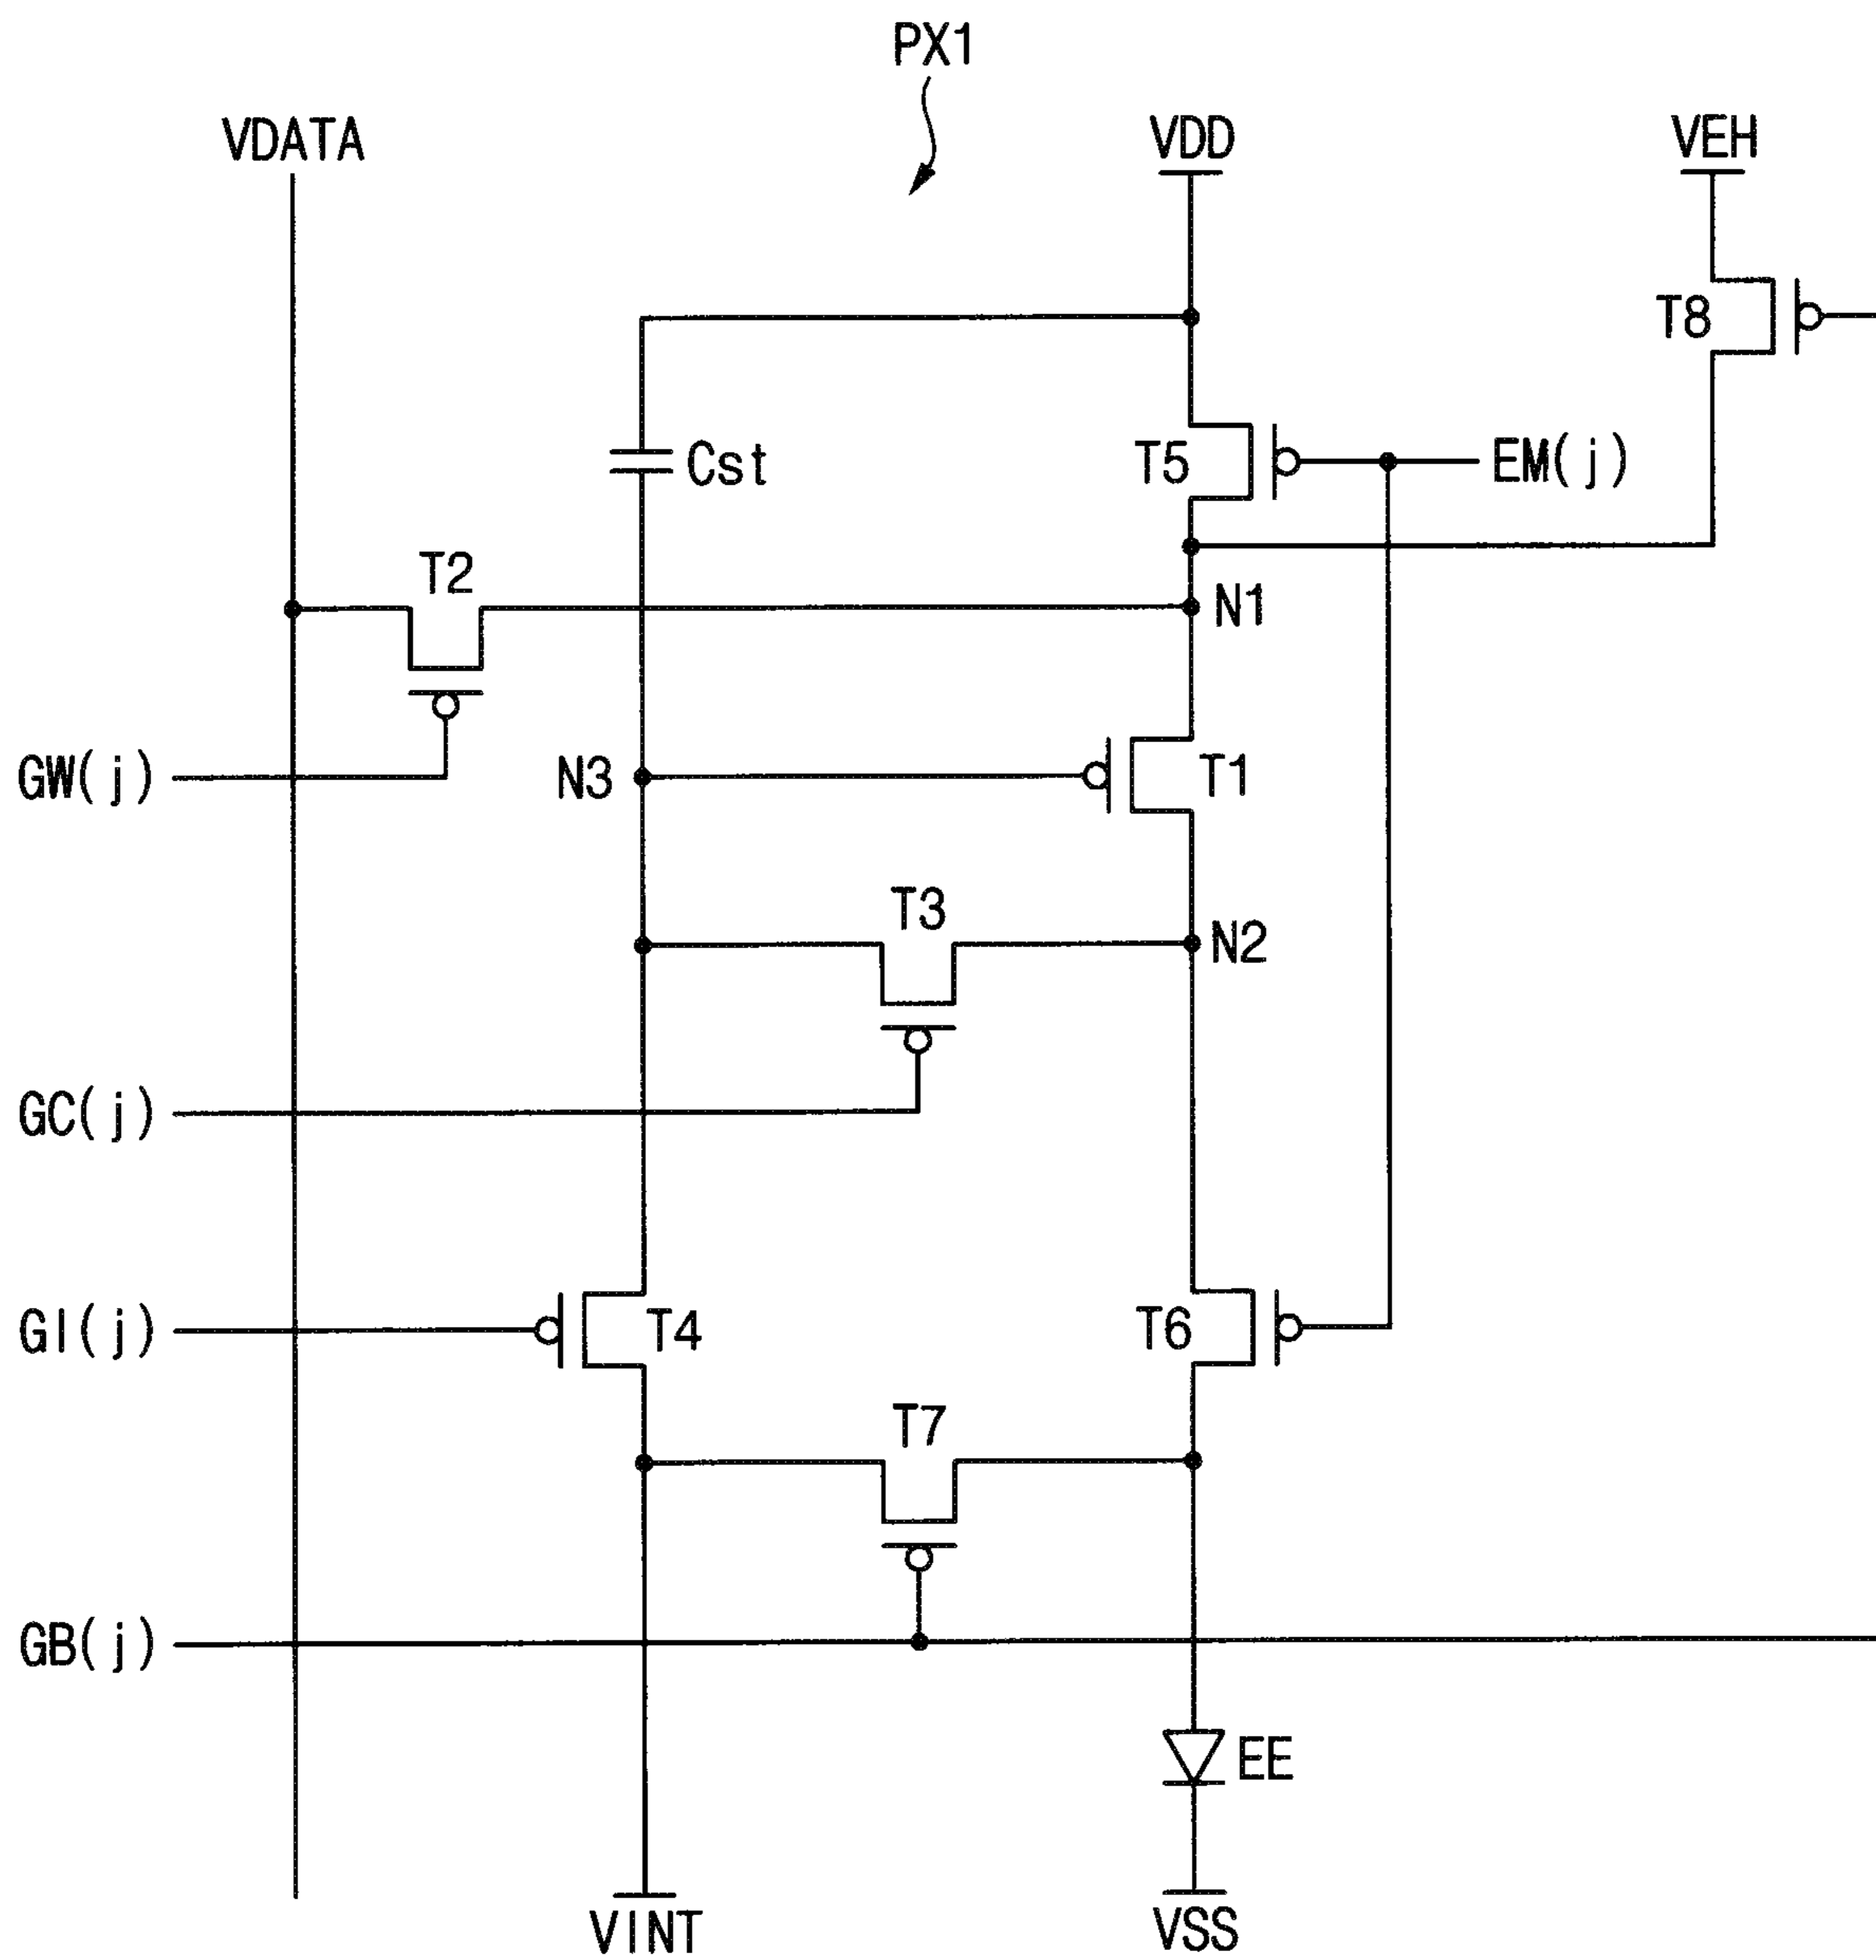 PX1
VDATA
VDD
VEH
T8
T5
EM(j)
Cst
T2
N1
GW(j)
N3
T1
T3
N2
GC(j)
GI(j)
T4
T6
T7
GB(j)
EE
VINT
VSS